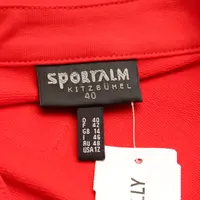 SPORTALM
KITZBÜHEL
40
D 40
F 42
GB 14
I 46
RU 48
USA 12
LLY